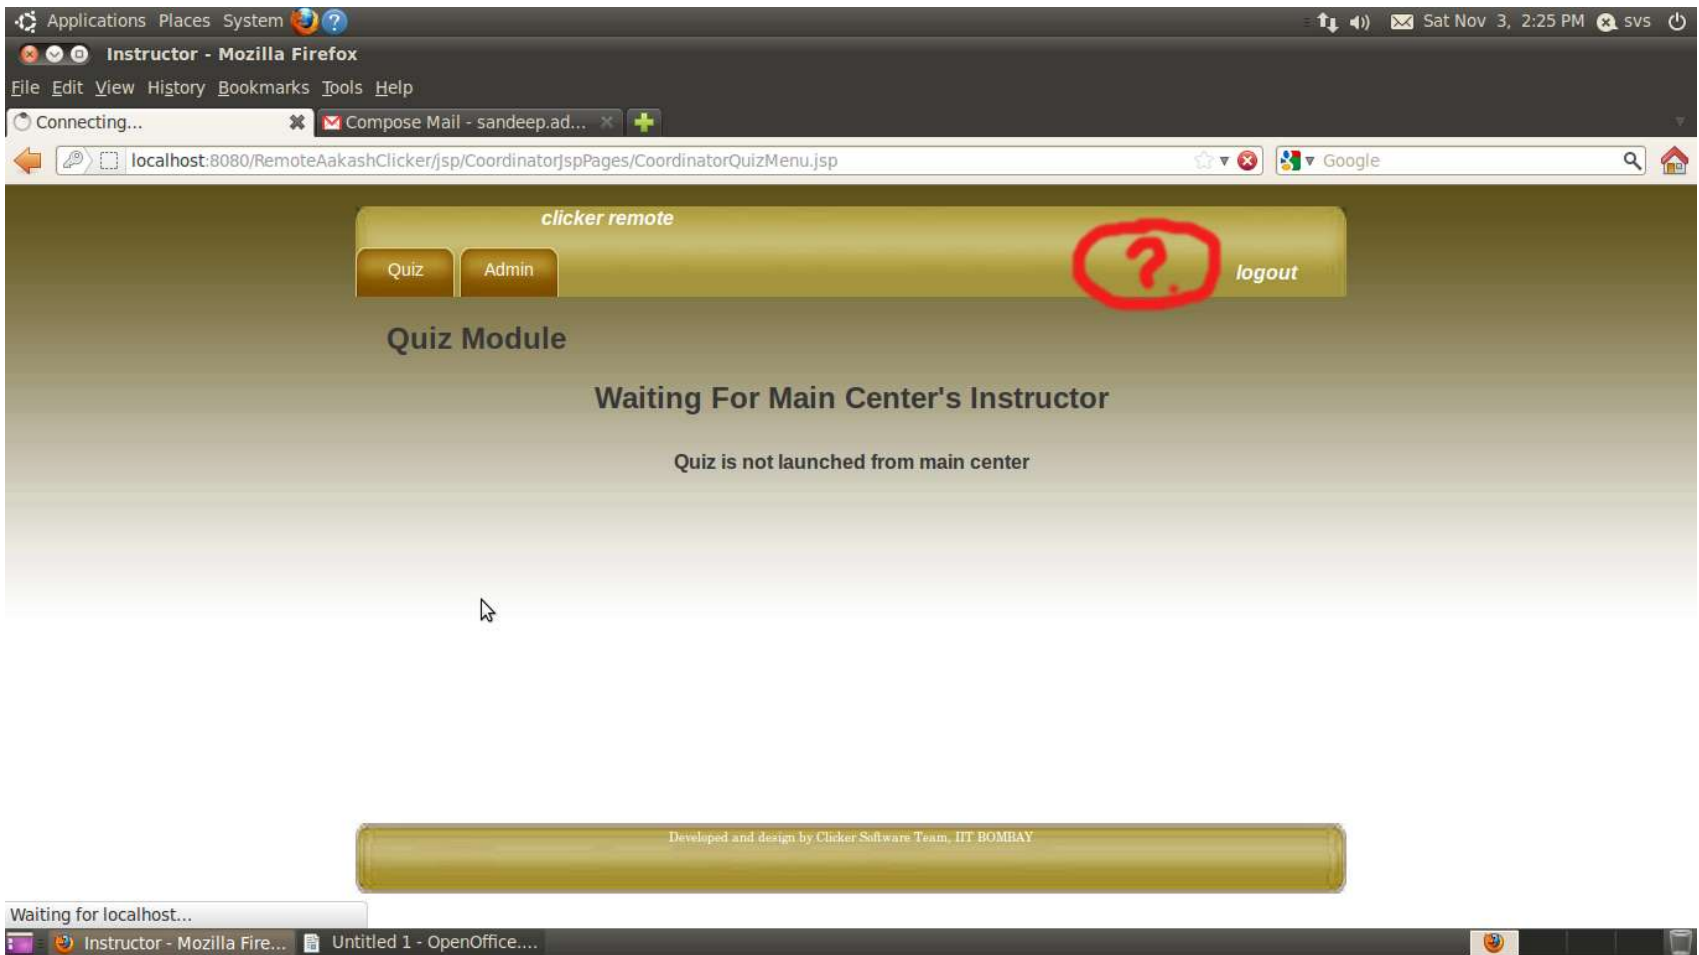 Applications Places System
Sat Nov 3, 2:25 PM svs
Instructor - Mozilla Firefox
File Edit View History Bookmarks Tools Help
Connecting... Compose Mail - sandeep.ad...
localhost:8080/RemoteAakashClicker/jsp/CoordinatorJspPages/CoordinatorQuizMenu.jsp Google
clicker remote
Quiz Admin ? logout
Quiz Module
Waiting For Main Center's Instructor
Quiz is not launched from main center
Developed and design by Clicker Software Team, IIT BOMBAY
Waiting for localhost...
Instructor - Mozilla Fire... Untitled 1 - OpenOffice....